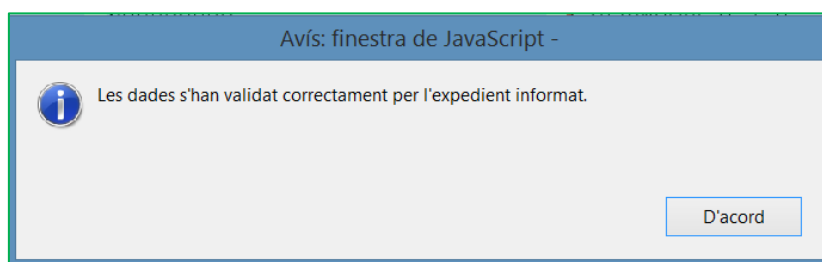 Avís: finestra de JavaScript -
Les dades s'han validat correctament per l'expedient informat.
D'acord